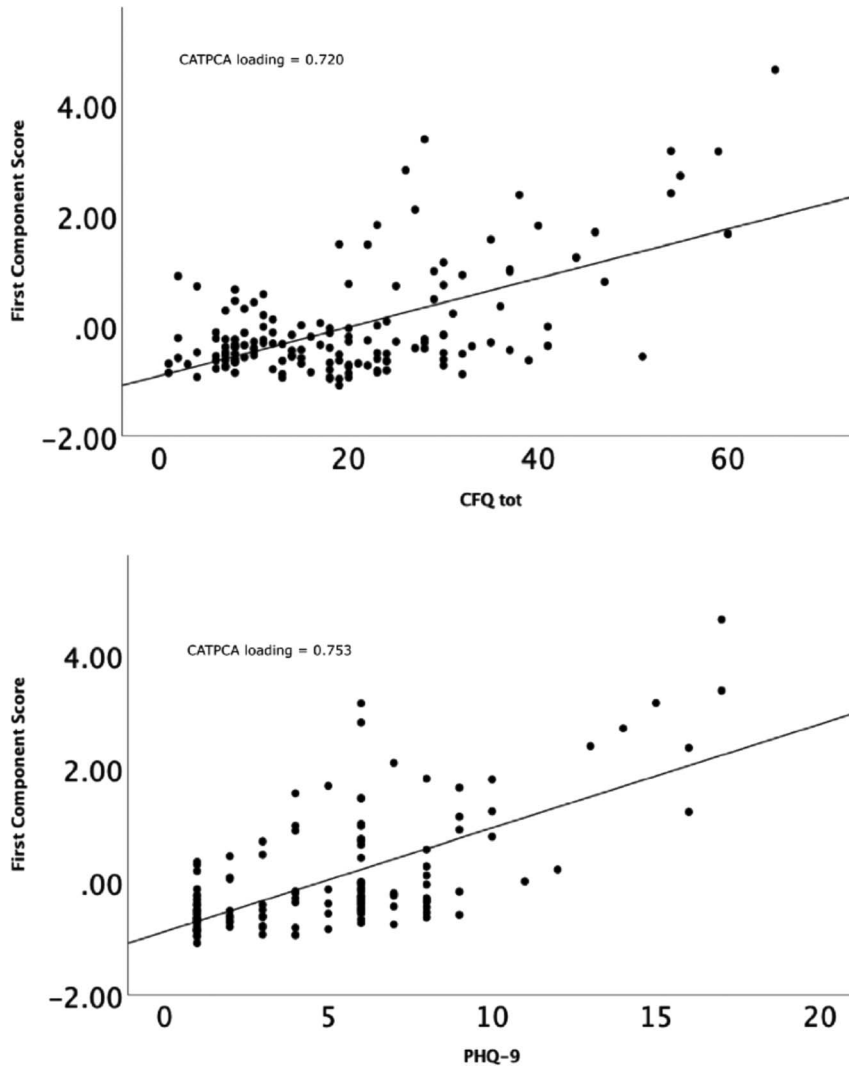 CATPCA loading = 0.720
First Component Score
4.00
2.00
.00
-2.00
0 20 40 60
CFQ tot
CATPCA loading = 0.753
First Component Score
4.00
2.00
.00
-2.00
0 5 10 15 20
PHQ-9